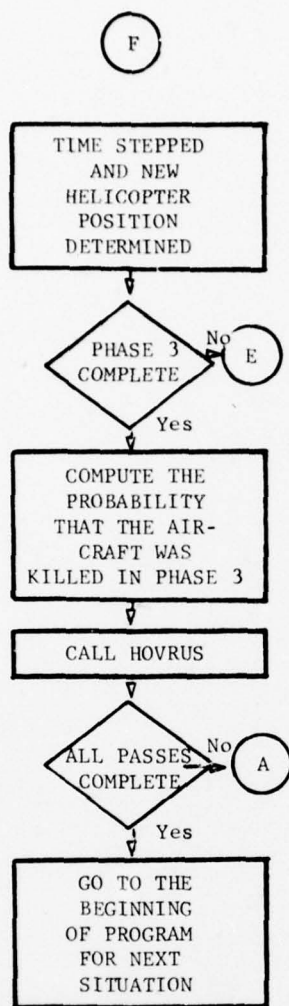 F
TIME STEPPED
AND NEW
HELICOPTER
POSITION
DETERMINED
PHASE 3
COMPLETE
No
E
Yes
COMPUTE THE
PROBABILITY
THAT THE AIR-
CRAFT WAS
KILLED IN PHASE 3
CALL HOVRUS
ALL PASSES
COMPLETE
No
A
Yes
GO TO THE
BEGINNING
OF PROGRAM
FOR NEXT
SITUATION